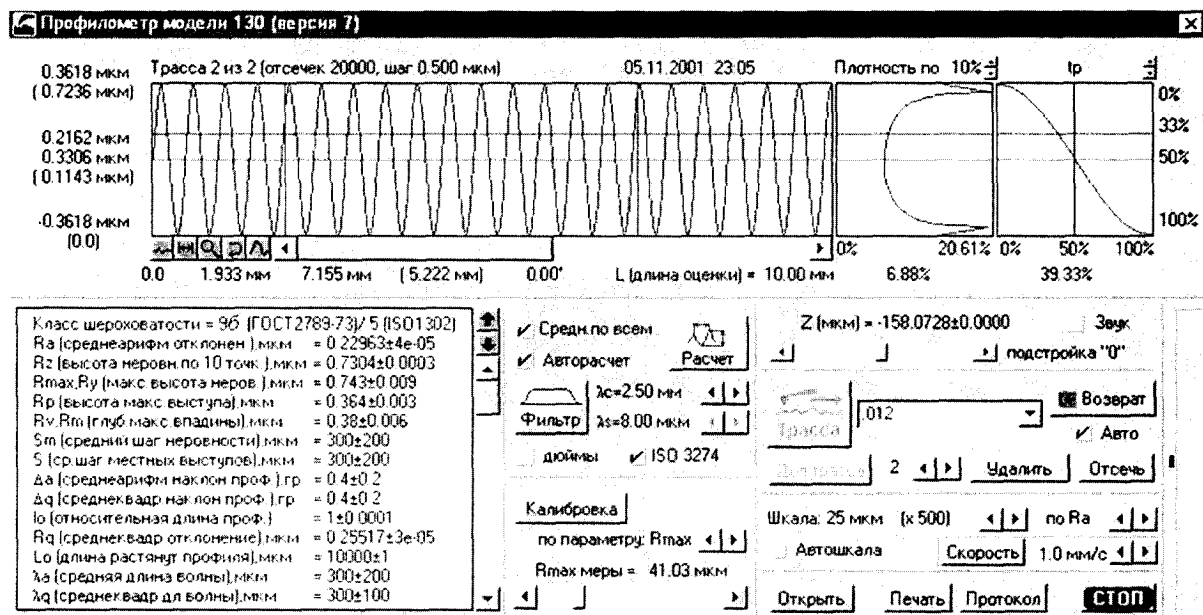 Профилометр модели 130 (версия 7)
0.3618 мкм Трасса 2 из 2 (отсечек 20000, шаг 0.500 мкм) 05.11.2001 23:05 Плотность по 10% tp
( 0.7236 мкм) 0%
0.2162 мкм 33%
0.3306 мкм 50%
( 0.1143 мкм)
-0.3618 мкм 100%
(0.0) 0% 20.61% 0% 50% 100%
0.0 1.933 мм 7.155 мм ( 5.222 мм) 0.00° L (длина оценки) = 10.00 мм 6.88% 39.33%
Класс шероховатости = 9б (ГОСТ2789-73)/ 5 (ISO1302)
Ra (среднеарифм отклонен.),мкм = 0.22963±4e-05
Rz (высота неровн.по 10 точк.),мкм = 0.7304±0.0003
Rmax,Ry (макс.высота неров.),мкм = 0.743±0.009
Rp (высота макс.выступа),мкм = 0.364±0.003
Rv,Rm (глуб.макс.впадины),мкм = 0.38±0.006
Sm (средний шаг неровности),мкм = 300±200
S (ср.шаг местных выступов),мкм = 300±200
Δa (среднеарифм наклон проф.),гр = 0.4±0.2
Δq (среднеквадр наклон проф.),гр = 0.4±0.2
lo (относительная длина проф.) = 1±0.0001
Rq (среднеквадр отклонение),мкм = 0.25517±3e-05
Lo (длина растянут профиля),мкм = 10000±1
λa (средняя длина волны),мкм = 300±200
λq (среднеквадр дл волны),мкм = 300±100
Средн.по всем
Авторасчет Расчет
Фильтр λc=2.50 мм
λs=8.00 мкм
дюймы ISO 3274
Калибровка
по параметру: Rmax
Rmax меры = 41.03 мкм
Z (мкм) = -158.0728±0.0000 Звук
подстройка "0"
Трасса .012 Возврат
Авто
2 Удалить Отсечь
Шкала: 25 мкм (x 500) по Ra
Автошкала Скорость 1.0 мм/с
Открыть Печать Протокол СТОП